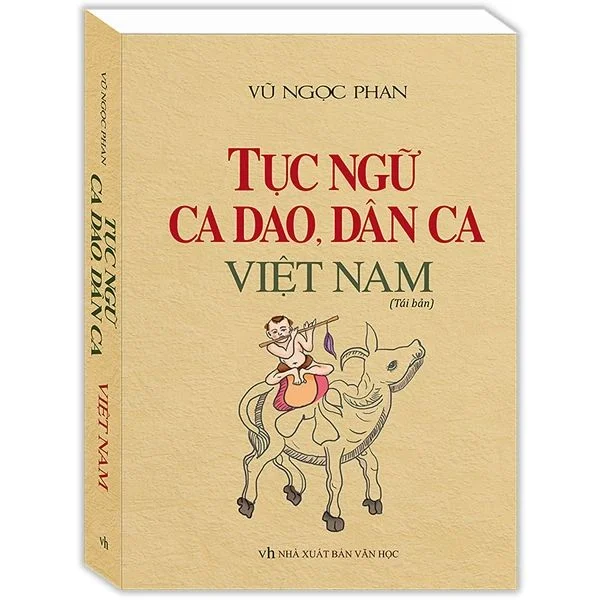 VŨ NGỌC PHAN
TỤC NGỮ
CA DAO, DÂN CA
VIỆT NAM
(Tái bản)
vh NHÀ XUẤT BẢN VĂN HỌC
VŨ NGỌC PHAN
TỤC NGỮ
CA DAO, DÂN CA
VIỆT NAM
vh